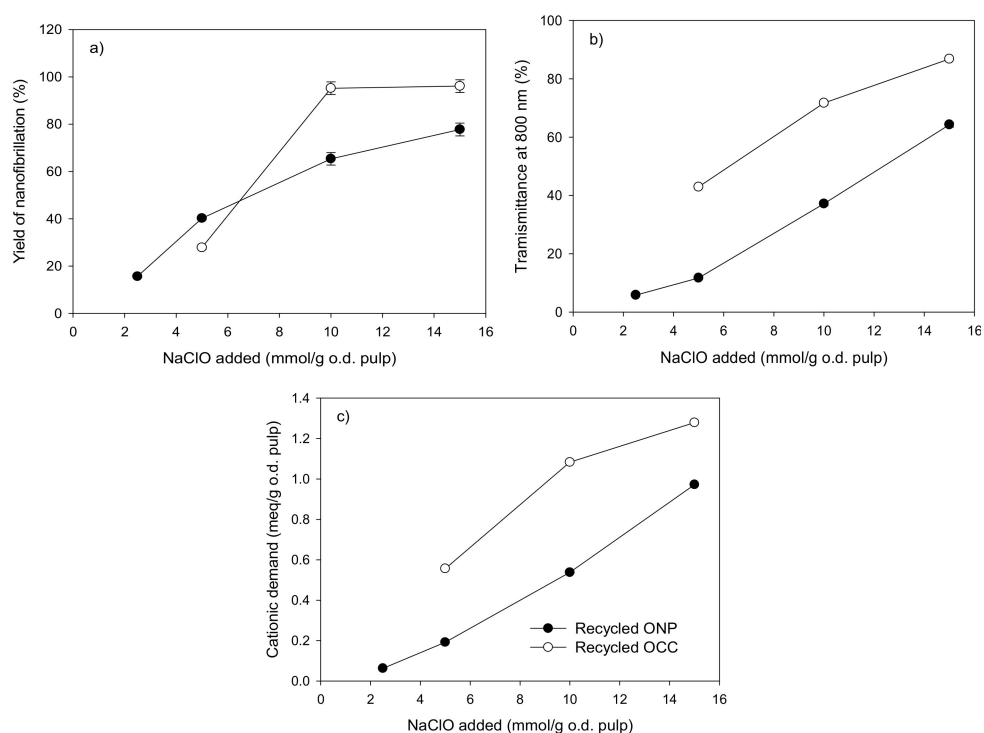 a)
Yield of nanofibrillation (%)
120
100
80
60
40
20
0
0 2 4 6 8 10 12 14 16
NaClO added (mmol/g o.d. pulp)
b)
Tramismittance at 800 nm (%)
100
80
60
40
20
0
0 2 4 6 8 10 12 14 16
NaClO added (mmol/g o.d. pulp)
c)
Cationic demand (meq/g o.d. pulp)
1.4
1.2
1.0
0.8
0.6
0.4
0.2
0.0
Recycled ONP
Recycled OCC
0 2 4 6 8 10 12 14 16
NaClO added (mmol/g o.d. pulp)